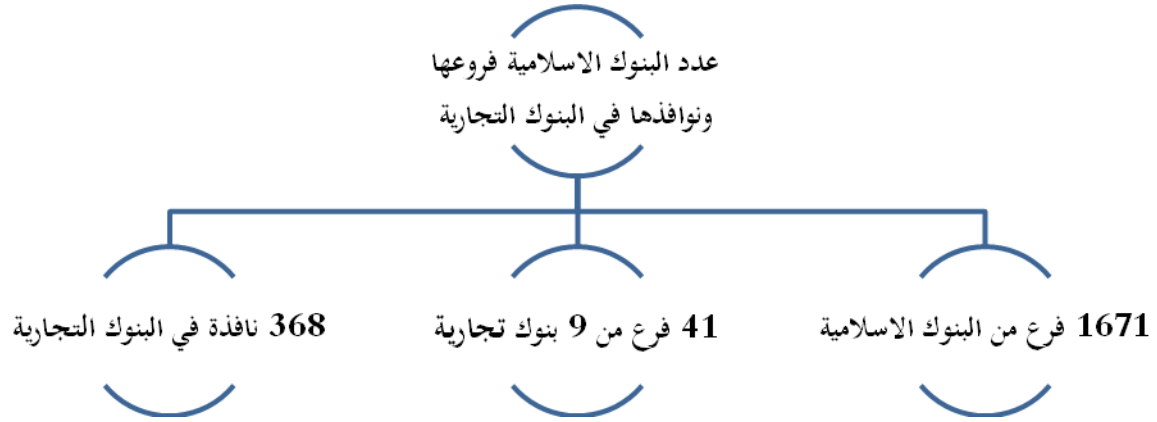 عدد البنوك الاسلامية فروعها
ونوافذها في البنوك التجارية
1671 فرع من البنوك الاسلامية
41 فرع من 9 بنوك تجارية
368 نافذة في البنوك التجارية